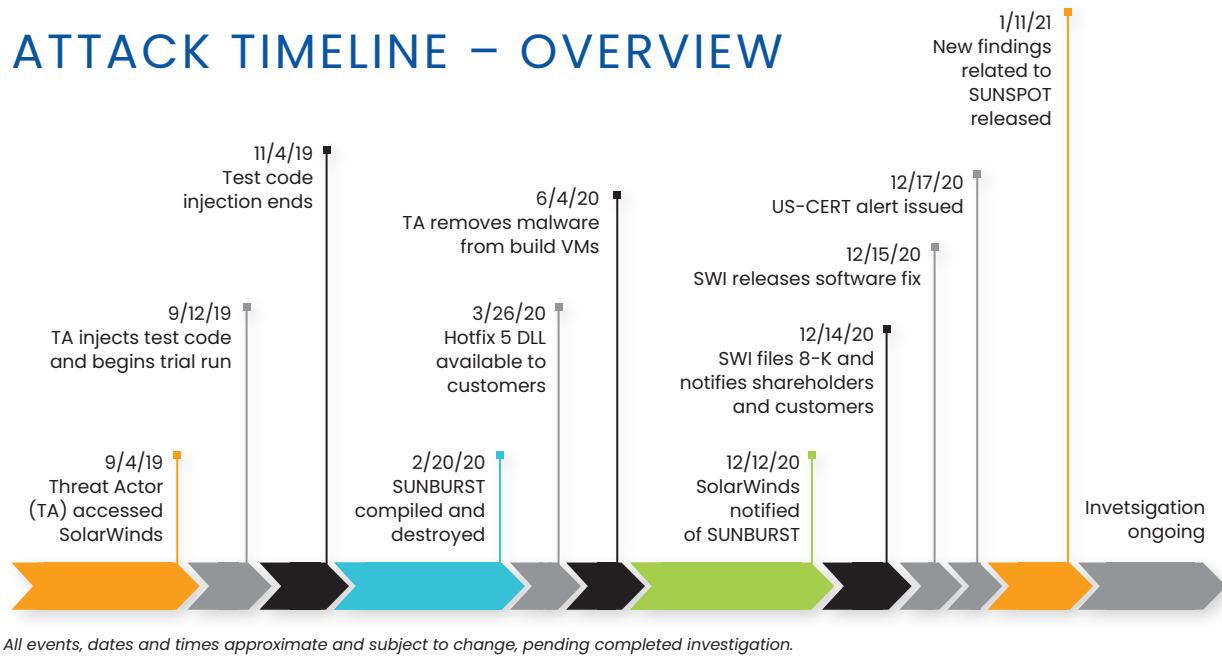 ATTACK TIMELINE – OVERVIEW
9/4/19
Threat Actor
(TA) accessed
SolarWinds
9/12/19
TA injects test code
and begins trial run
11/4/19
Test code
injection ends
2/20/20
SUNBURST
compiled and
destroyed
3/26/20
Hotfix 5 DLL
available to
customers
6/4/20
TA removes malware
from build VMs
12/12/20
SolarWinds
notified
of SUNBURST
12/14/20
SWI files 8-K and
notifies shareholders
and customers
12/15/20
SWI releases software fix
12/17/20
US-CERT alert issued
1/11/21
New findings
related to
SUNSPOT
released
Invetsigation
ongoing
All events, dates and times approximate and subject to change, pending completed investigation.